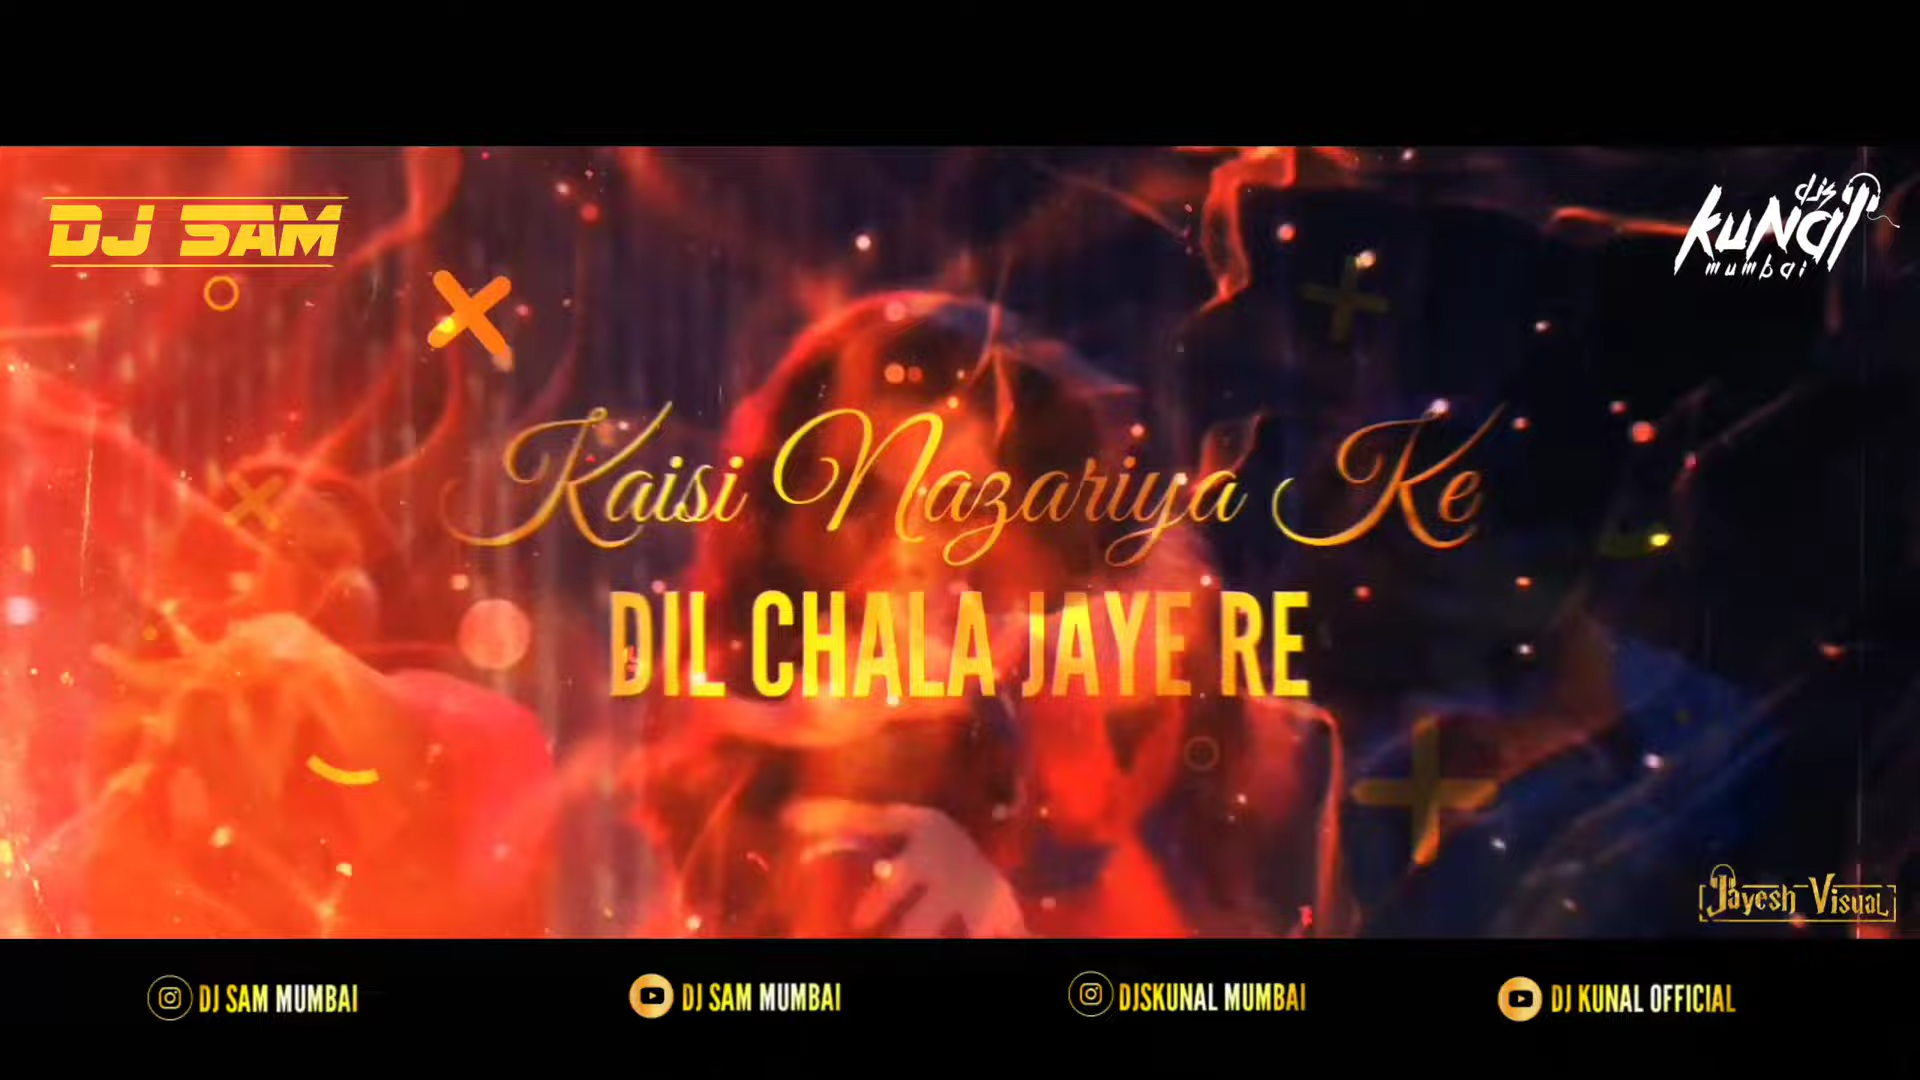 DJ SAM
djs
kunal
mumbai
Kaisi Nazariya Ke
DIL CHALA JAYE RE
Jayesh Visual
DJ SAM MUMBAI
DJ SAM MUMBAI
DJSKUNAL MUMBAI
DJ KUNAL OFFICIAL